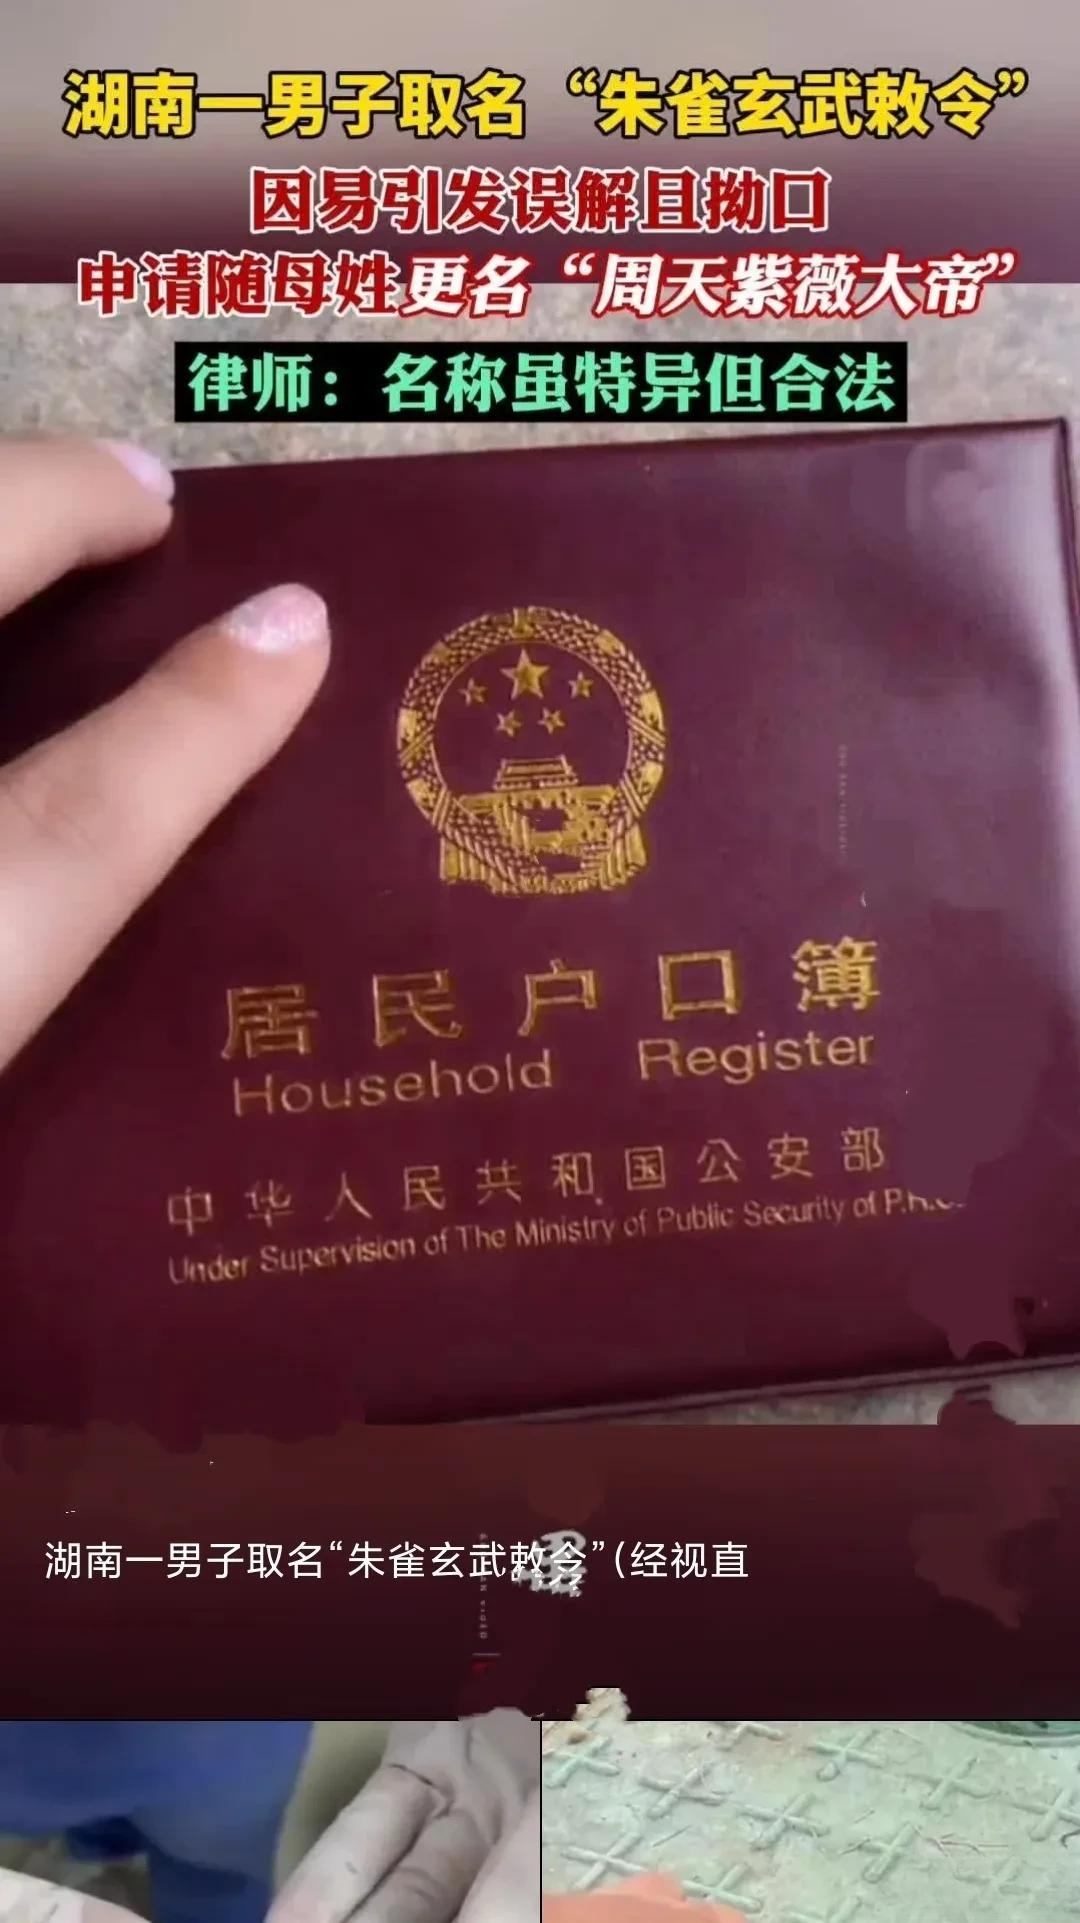 湖南一男子取名“朱雀玄武敕令”
因易引发误解且拗口
申请随母姓更名“周天紫薇大帝”
律师：名称虽特异但合法
居民户口簿
Household Register
中华人民共和国公安部
Under Supervision of The Ministry of Public Security of P.R.C.
湖南一男子取名“朱雀玄武敕令”(经视直